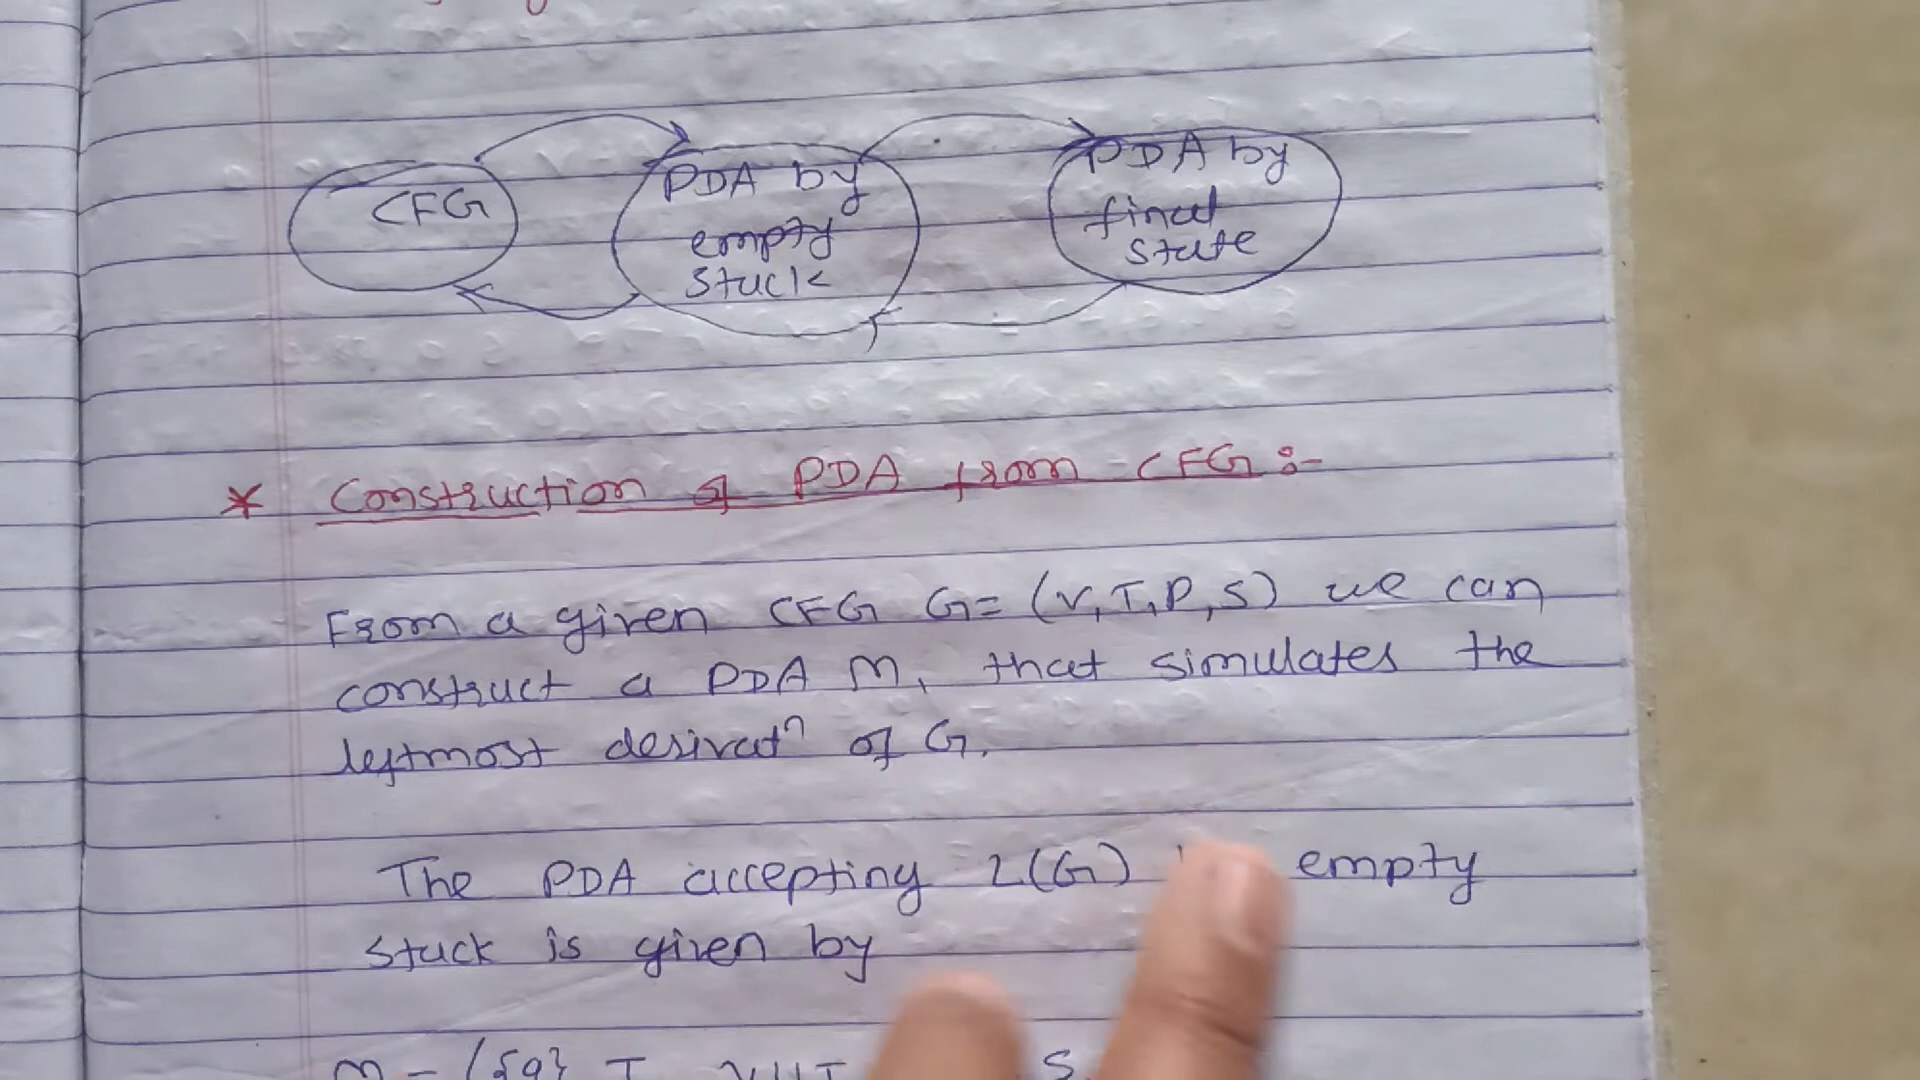 CFG
PDA by
empty
stack
PDA by
final
state
* Construction of PDA from CFG :-
From a given CFG G = (V, T, P, S) we can
construct a PDA M, that simulates the
leftmost derivatⁿ of G.
The PDA accepting L(G) empty
stack is given by